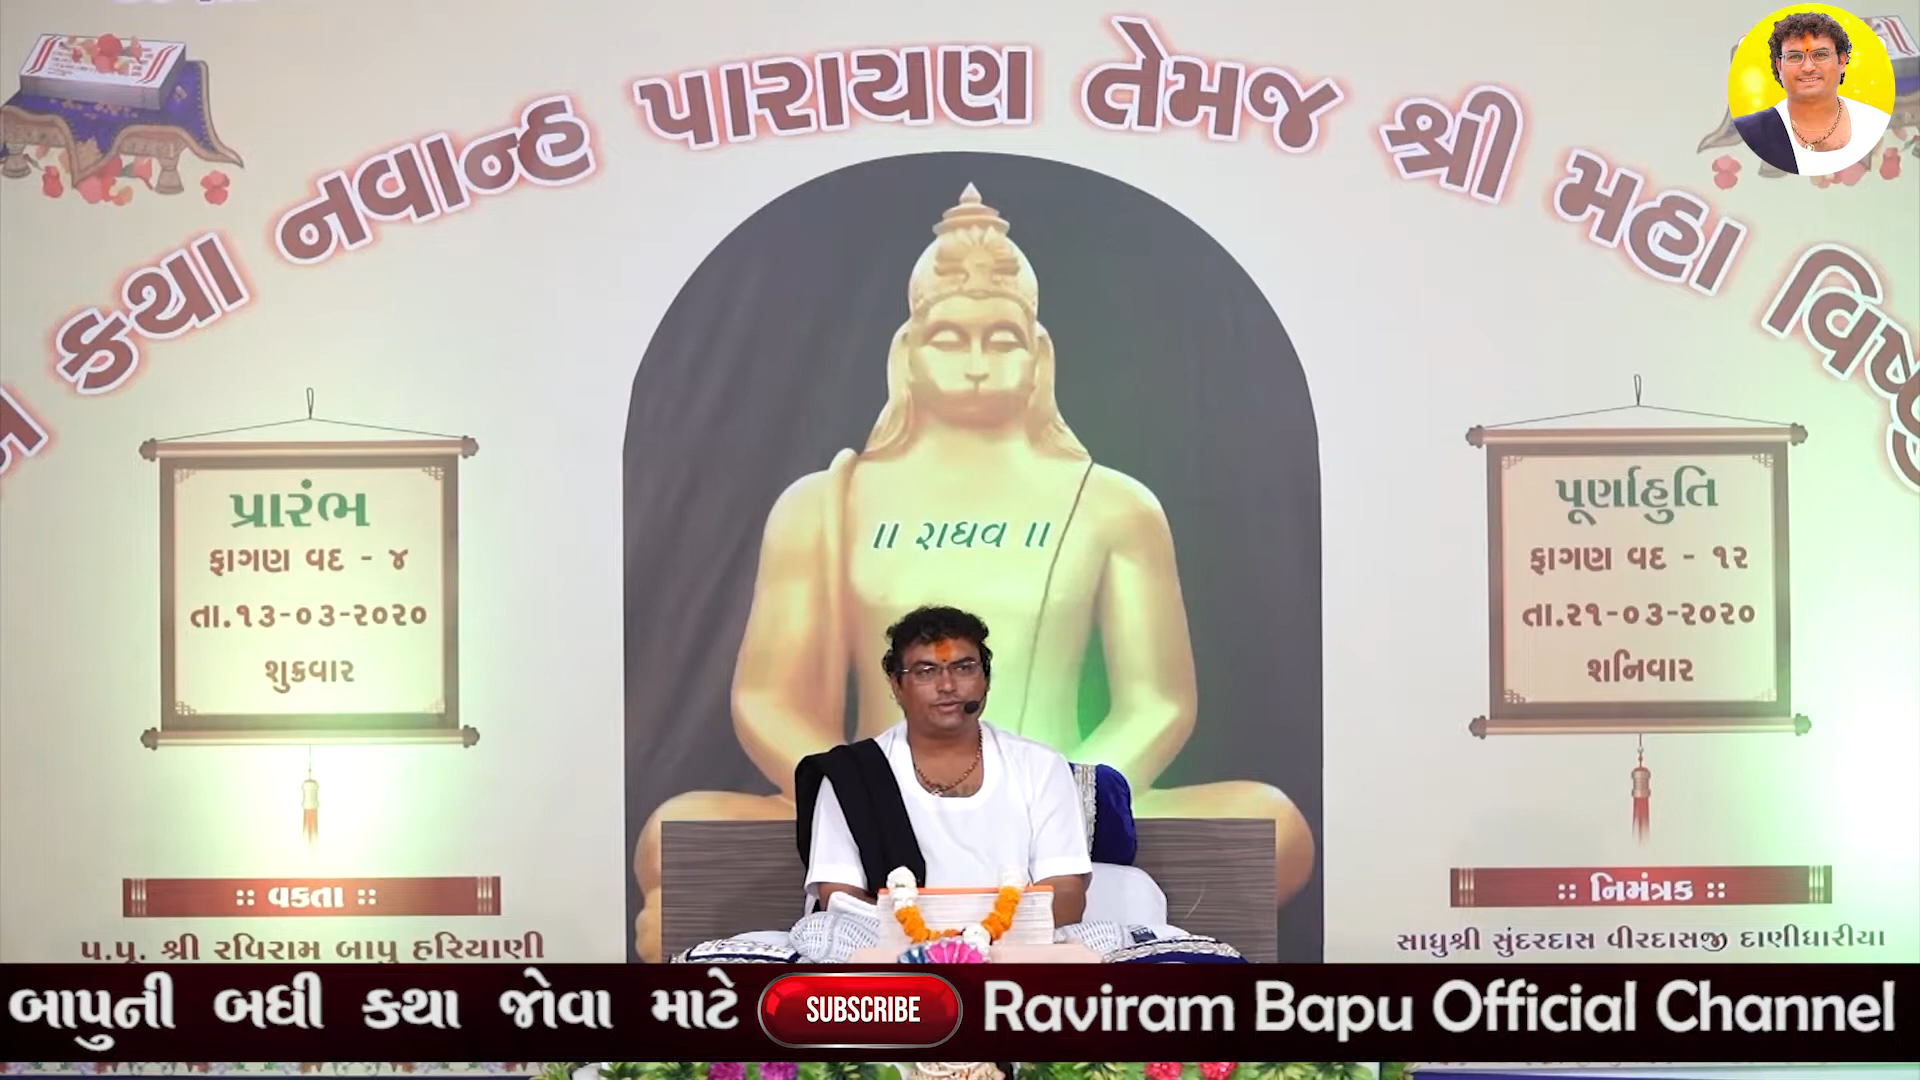 કથા નવાન્હ પારાયણ તેમજ શ્રી મહા વિષ્ણુ
પ્રારંભ
ફાગણ વદ - ૪
તા.૧૩-૦૩-૨૦૨૦
શુક્રવાર
પૂર્ણાહુતિ
ફાગણ વદ - ૧૨
તા.૨૧-૦૩-૨૦૨૦
શનિવાર
॥ રાઘવ ॥
:: વકતા ::
પ.પૂ. શ્રી રવિરામ બાપુ હરિયાણી
:: નિમંત્રક ::
સાધુશ્રી સુંદરદાસ વીરદાસજી દાણીધારીયા
બાપુની બધી કથા જોવા માટે SUBSCRIBE Raviram Bapu Official Channel